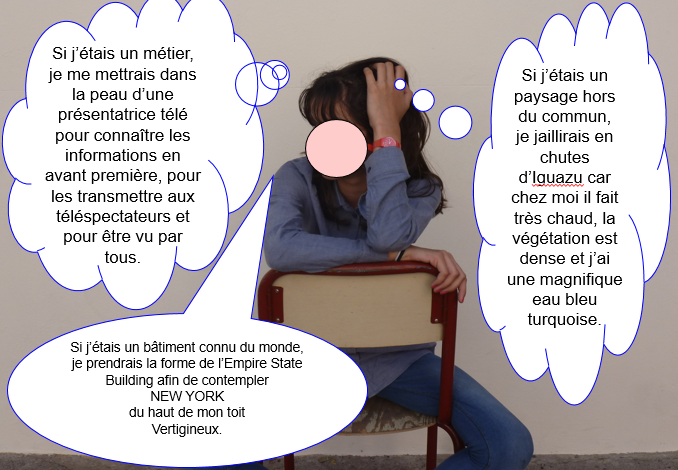 Si j’étais un métier,
je me mettrais dans
la peau d’une
présentatrice télé
pour connaître les
informations en
avant première, pour
les transmettre aux
téléspectateurs et
pour être vu par
tous.
Si j’étais un
paysage hors
du commun,
je jaillirais en
chutes
d’Iguazu car
chez moi il fait
très chaud, la
végétation est
dense et j’ai
une magnifique
eau bleu
turquoise.
Si j’étais un bâtiment connu du monde,
je prendrais la forme de l’Empire State
Building afin de contempler
NEW YORK
du haut de mon toit
Vertigineux.